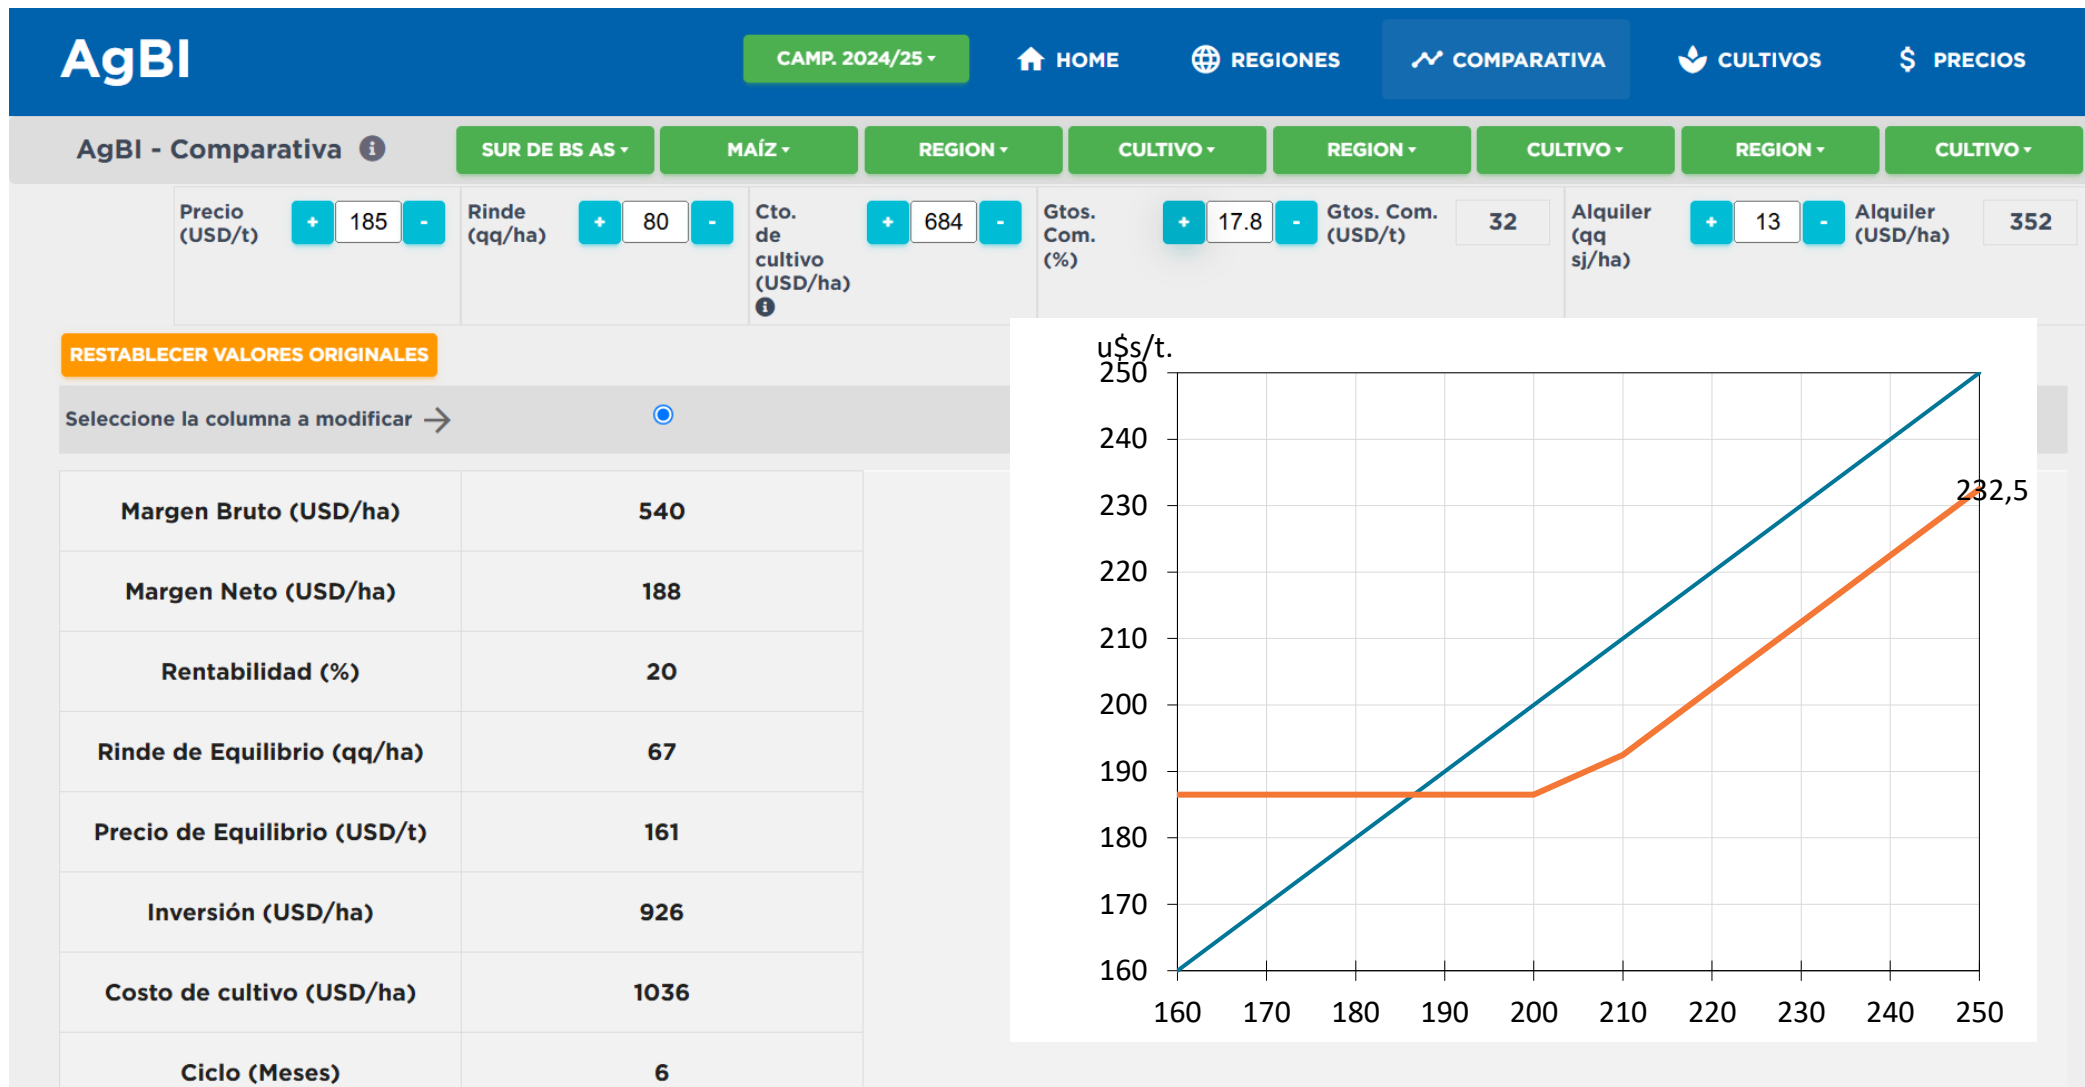 AgBI
CAMP. 2024/25
HOME
REGIONES
COMPARATIVA
CULTIVOS
$ PRECIOS
AgBI - Comparativa
SUR DE BS AS
MAÍZ
REGION
CULTIVO
REGION
CULTIVO
REGION
CULTIVO
Precio
(USD/t)
+ 185 -
Rinde
(qq/ha)
+ 80 -
Cto.
de
cultivo
(USD/ha)
+ 684 -
Gtos.
Com.
(%)
+ 17.8 -
Gtos. Com.
(USD/t)
32
Alquiler
(qq
sj/ha)
+ 13 -
Alquiler
(USD/ha)
352
RESTABLECER VALORES ORIGINALES
Seleccione la columna a modificar →
Margen Bruto (USD/ha) 540
Margen Neto (USD/ha) 188
Rentabilidad (%) 20
Rinde de Equilibrio (qq/ha) 67
Precio de Equilibrio (USD/t) 161
Inversión (USD/ha) 926
Costo de cultivo (USD/ha) 1036
Ciclo (Meses) 6
u$s/t.
250
240
230
220
210
200
190
180
170
160
232,5
160 170 180 190 200 210 220 230 240 250